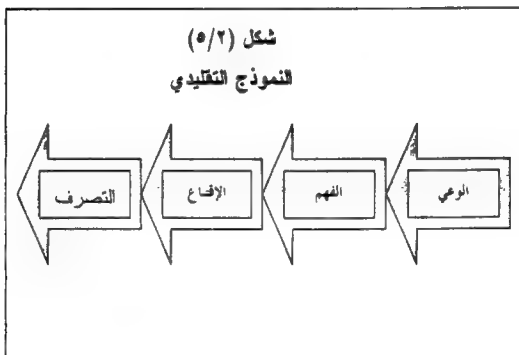 شكل (٥/٢)
النموذج التقليدي
الوعي
الفهم
الإقناع
التصرف